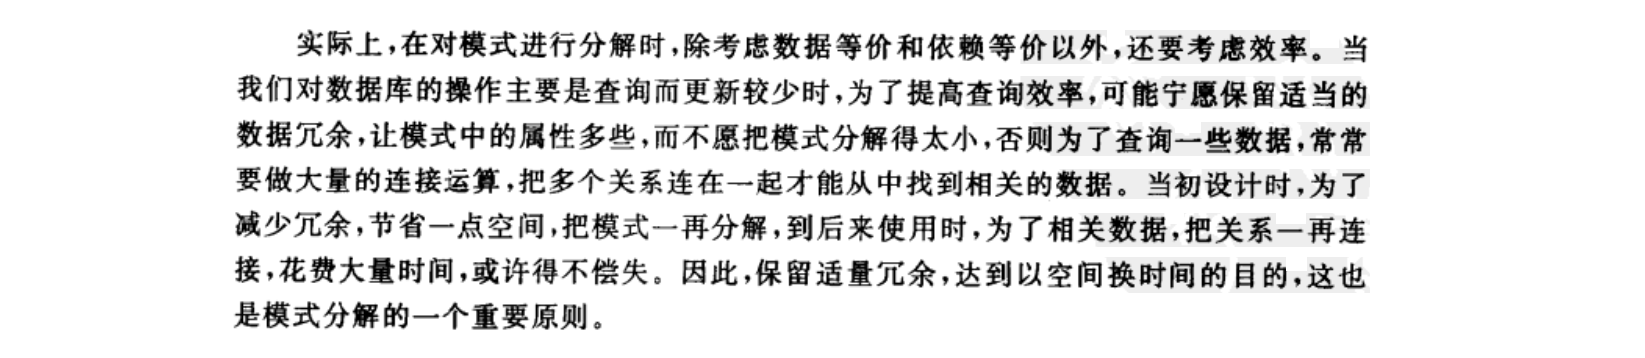 实际上,在对模式进行分解时,除考虑数据等价和依赖等价以外,还要考虑效率。当
我们对数据库的操作主要是查询而更新较少时,为了提高查询效率,可能宁愿保留适当的
数据冗余,让模式中的属性多些,而不愿把模式分解得太小,否则为了查询一些数据,常常
要做大量的连接运算,把多个关系连在一起才能从中找到相关的数据。当初设计时,为了
减少冗余,节省一点空间,把模式一再分解,到后来使用时,为了相关数据,把关系一再连
接,花费大量时间,或许得不偿失。因此,保留适量冗余,达到以空间换时间的目的,这也
是模式分解的一个重要原则。